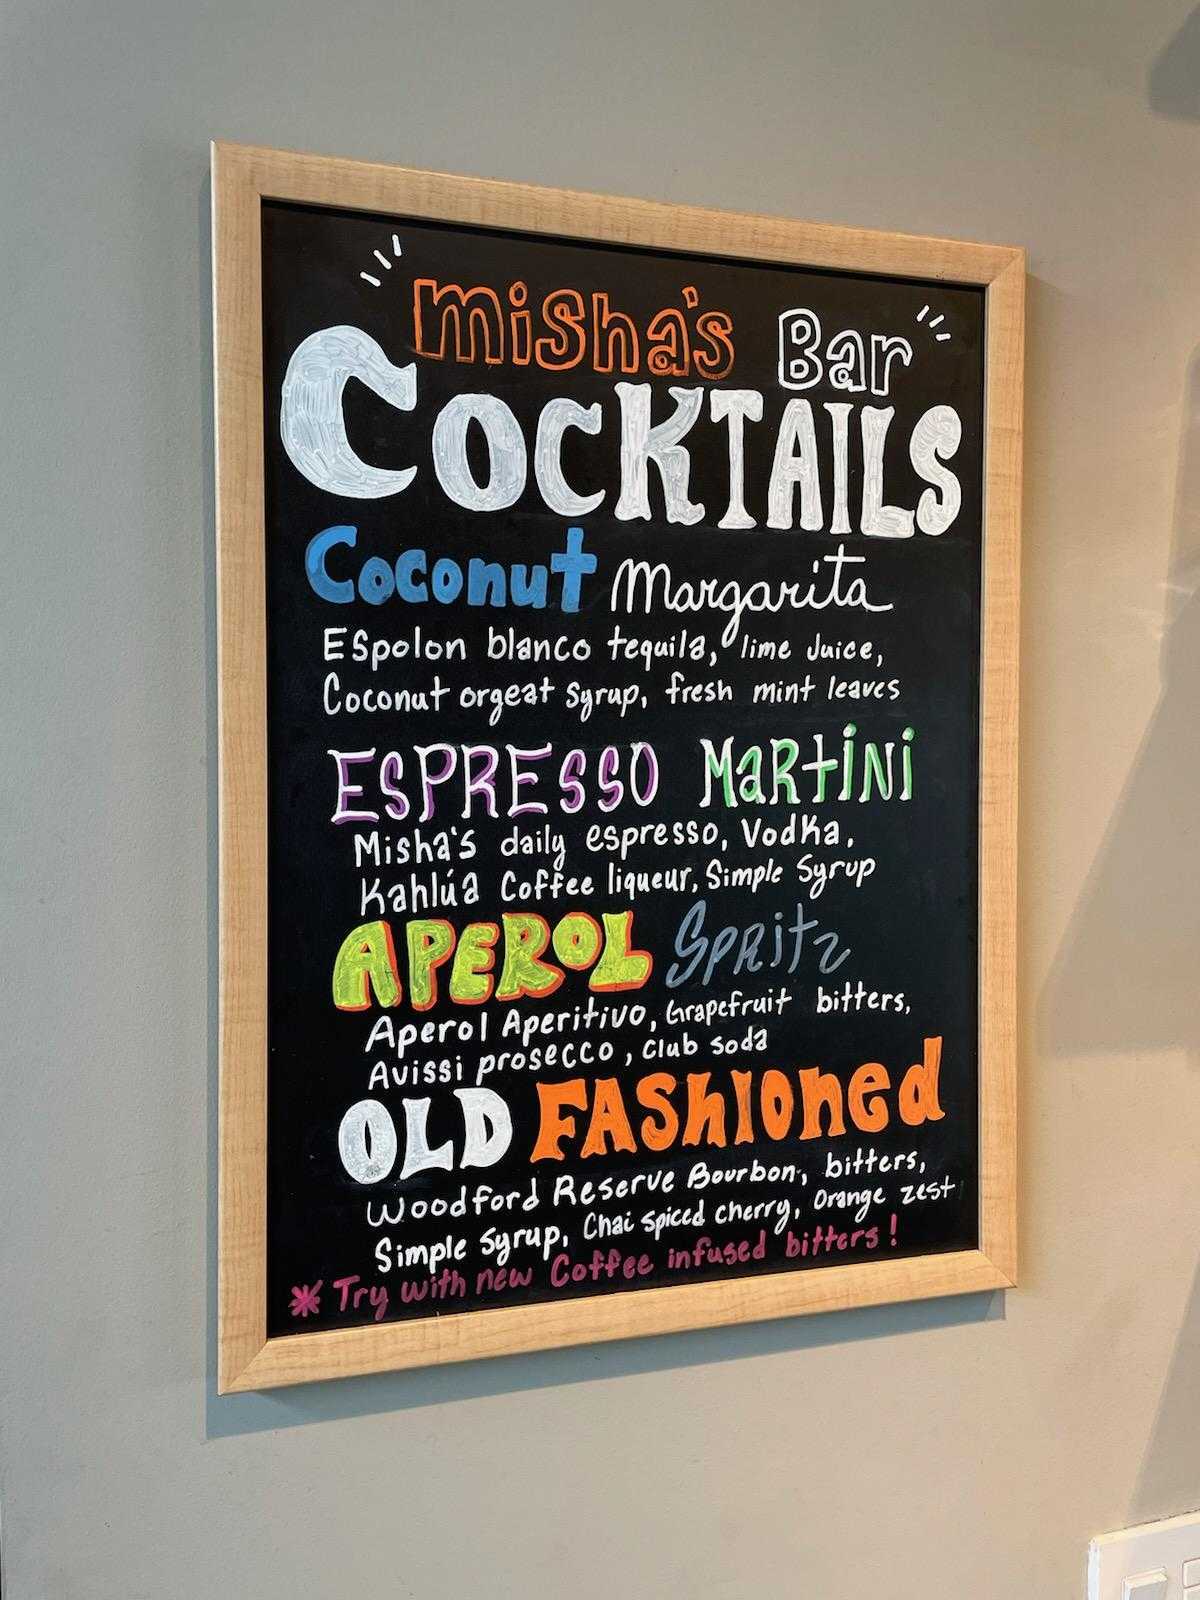 misha's Bar
COCKTAILS
Coconut Margarita
Espolon blanco tequila, lime Juice,
Coconut orgeat Syrup, fresh mint leaves
ESPRESSO MARTINI
Misha's daily espresso, Vodka,
Kahlúa Coffee liqueur, Simple Syrup
APEROL SPRITZ
Aperol Aperitivo, Grapefruit bitters,
Avissi prosecco, Club soda
OLD FASHIONED
Woodford Reserve Bourbon, bitters,
Simple Syrup, Chai spiced cherry, Orange zest
* Try with new Coffee infused bitters!